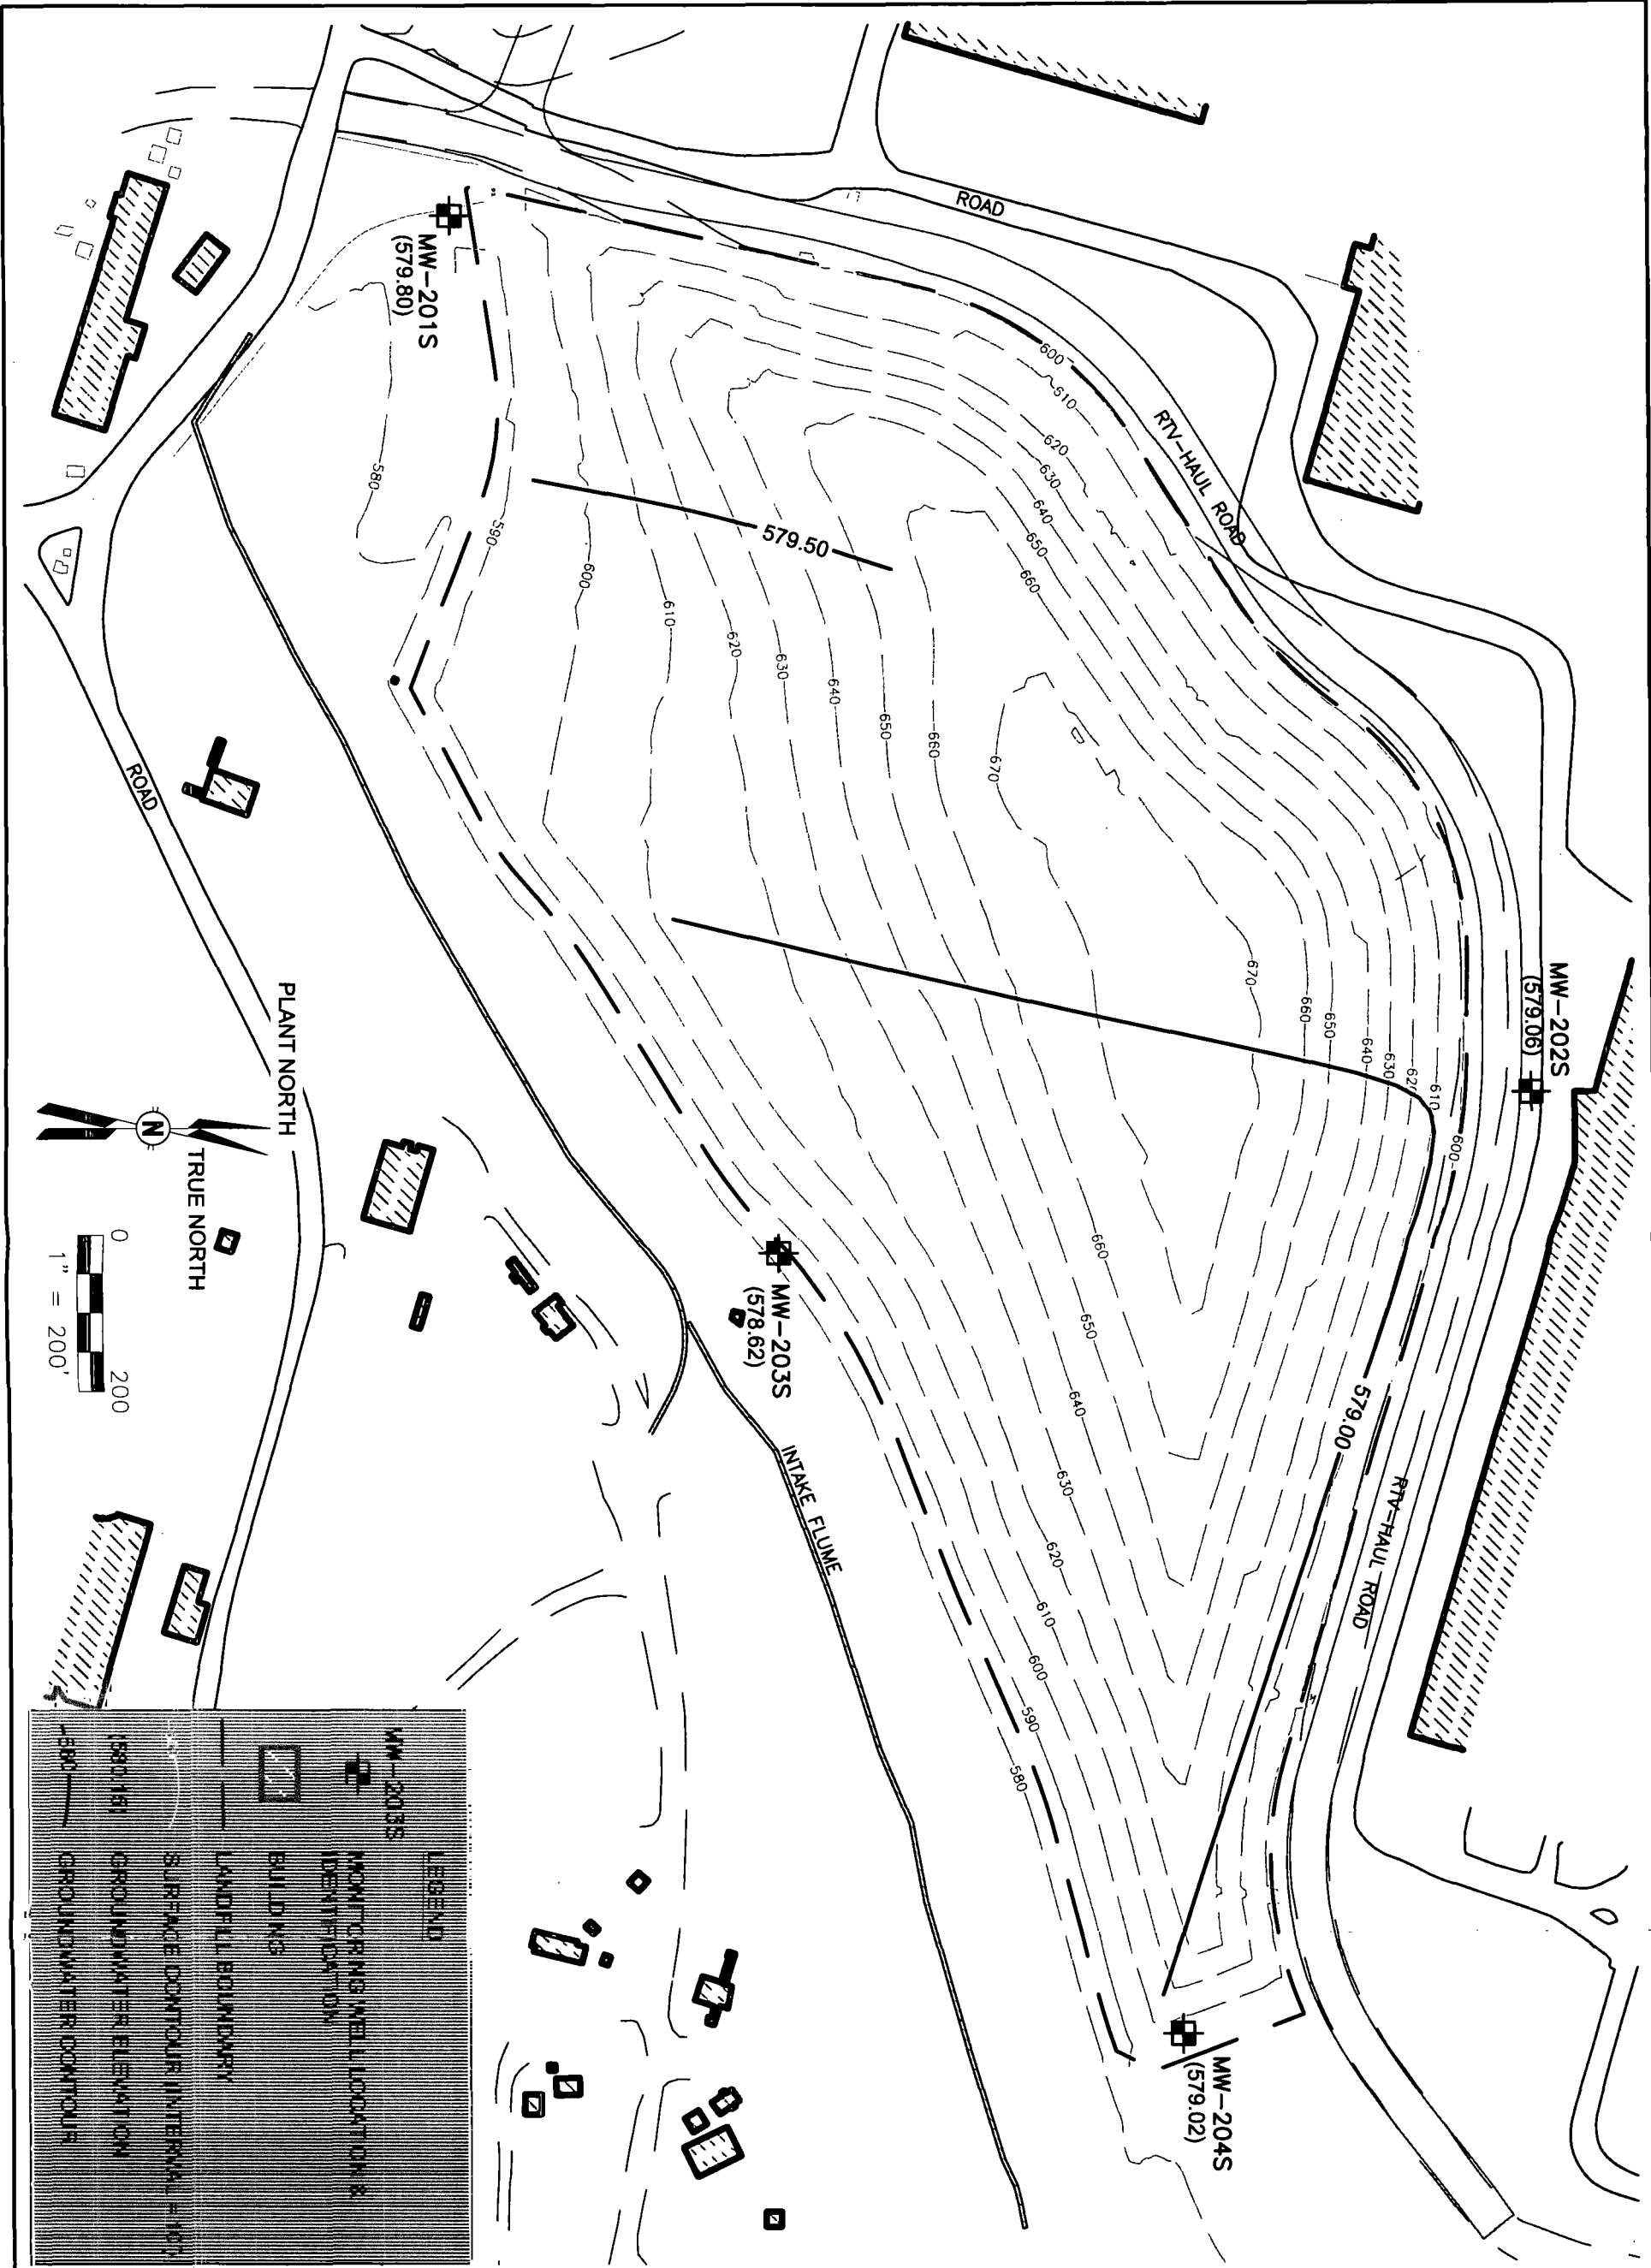 ROAD
600
610
620
630
640
650
660
RTV-HAUL ROAD
MW-201S
(579.80)
580
590
600
610
620
630
640
650
660
670
579.50
MW-202S
(579.06)
670
660
650
640
630
610
600
ROAD
PLANT NORTH
N
TRUE NORTH
0 200
1" = 200'
MW-203S
(578.62)
INTAKE FLUME
660
650
640
630
620
610
600
590
580
579.00
RTV-HAUL ROAD
MW-204S
(579.02)
LEGEND
MW-203S
MONITORING WELL LOCATION &
IDENTIFICATION
BUILDING
LANDFILL BOUNDARY
SURFACE CONTOUR (INTERVAL = 10')
GROUNDWATER ELEVATION
580
GROUNDWATER CONTOUR